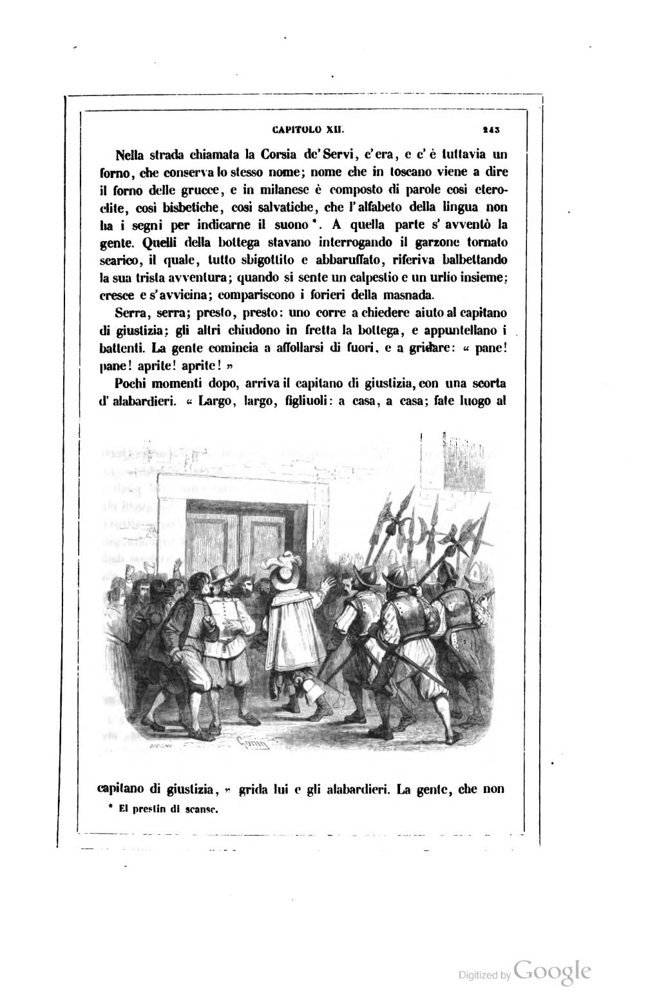 CAPITOLO XII. 243
Nella strada chiamata la Corsia de' Servi, c'era, e c'è tuttavia un
forno, che conserva lo stesso nome; nome che in toscano viene a dire
il forno delle grucce, e in milanese è composto di parole così etero-
clite, così bisbetiche, così salvatiche, che l'alfabeto della lingua non
ha i segni per indicarne il suono *. A quella parte s'avventò la
gente. Quelli della bottega stavano interrogando il garzone tornato
scarico, il quale, tutto sbigottito e abbaruffato, riferiva balbettando
la sua trista avventura; quando si sente un calpestio e un urlío insieme;
cresce e s'avvicina; compariscono i forieri della masnada.
Serra, serra; presto, presto: uno corre a chiedere aiuto al capitano
di giustizia; gli altri chiudono in fretta la bottega, e appuntellano i
battenti. La gente comincia a affollarsi di fuori, e a gridare: « pane!
pane! aprite! aprite! »
Pochi momenti dopo, arriva il capitano di giustizia, con una scorta
d'alabardieri. « Largo, largo, figliuoli: a casa, a casa; fate luogo al
Gonin
capitano di giustizia, » grida lui e gli alabardieri. La gente, che non
* El prestin di scansc.
Digitized by Google